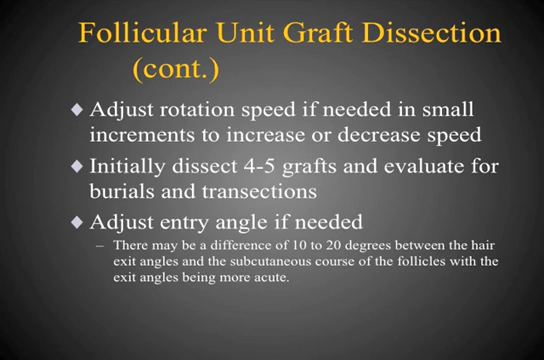 Follicular Unit Graft Dissection
(cont.)
◆ Adjust rotation speed if needed in small
increments to increase or decrease speed
◆ Initially dissect 4-5 grafts and evaluate for
burials and transections
◆ Adjust entry angle if needed
– There may be a difference of 10 to 20 degrees between the hair
exit angles and the subcutaneous course of the follicles with the
exit angles being more acute.